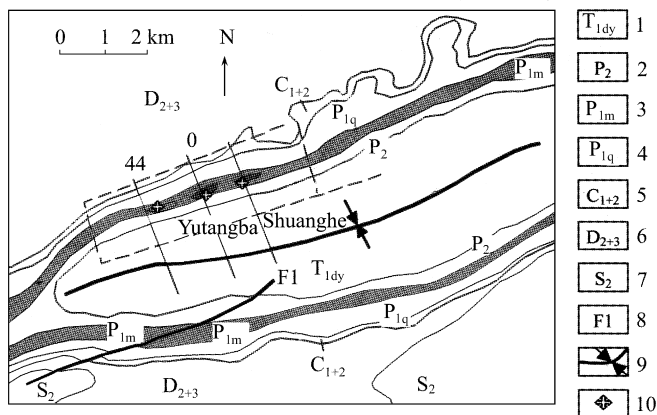 0 1 2 km
N
D2+3
C1+2
P1q
P1m
0
44
P2
Yutangba
Shuanghe
P2
F1
T1dy
P1q
P1m
P1m
C1+2
S2
D2+3
S2
T1dy 1
P2 2
P1m 3
P1q 4
C1+2 5
D2+3 6
S2 7
F1 8
9
10